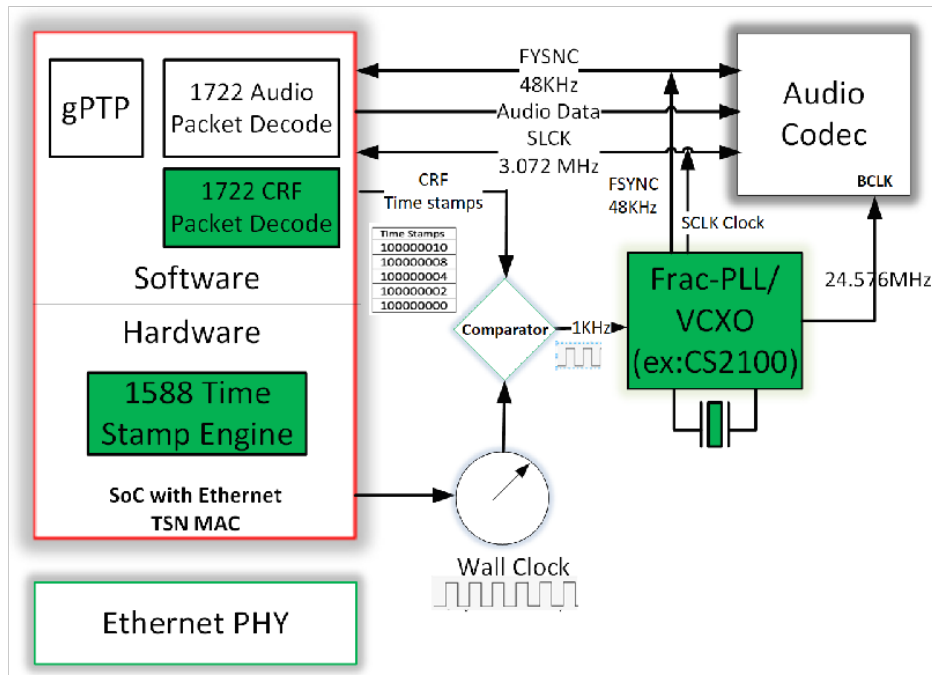 gPTP
1722 Audio
Packet Decode
1722 CRF
Packet Decode
Software
Hardware
1588 Time
Stamp Engine
SoC with Ethernet
TSN MAC
Ethernet PHY
FYSNC
48KHz
Audio Data
SLCK
3.072 MHz
CRF
Time stamps
Time Stamps
100000010
100000008
100000004
100000002
100000000
Comparator
1KHz
Wall Clock
FSYNC
48KHz
SCLK Clock
Frac-PLL/
VCXO
(ex:CS2100)
24.576MHz
Audio
Codec
BCLK